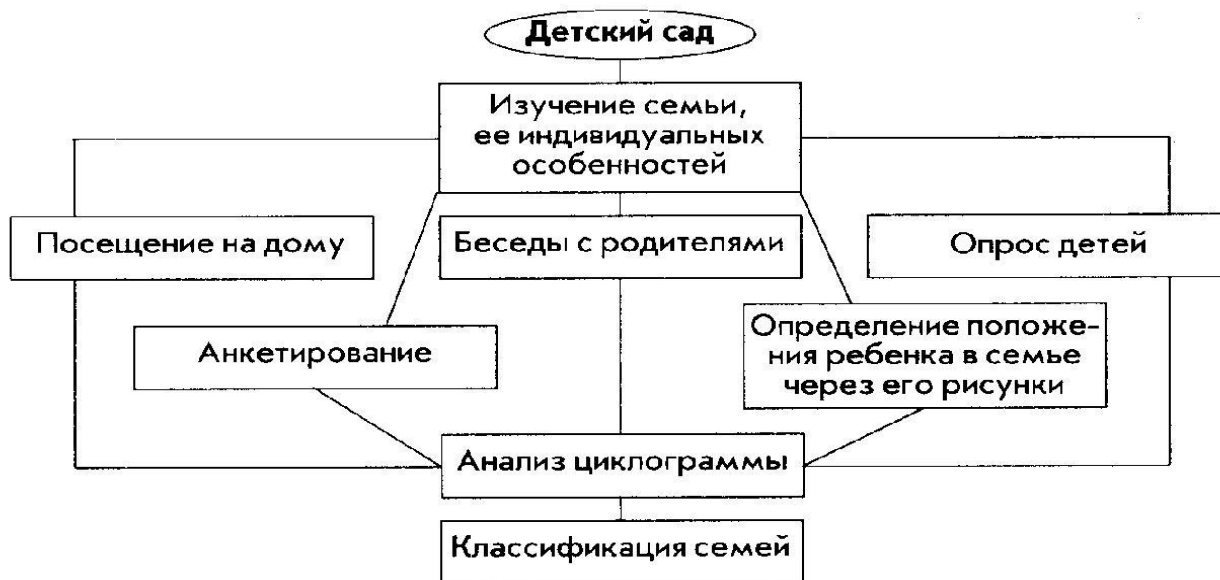 Детский сад
Изучение семьи,
ее индивидуальных
особенностей
Посещение на дому
Беседы с родителями
Опрос детей
Анкетирование
Определение положе-
ния ребенка в семье
через его рисунки
Анализ циклограммы
Классификация семей